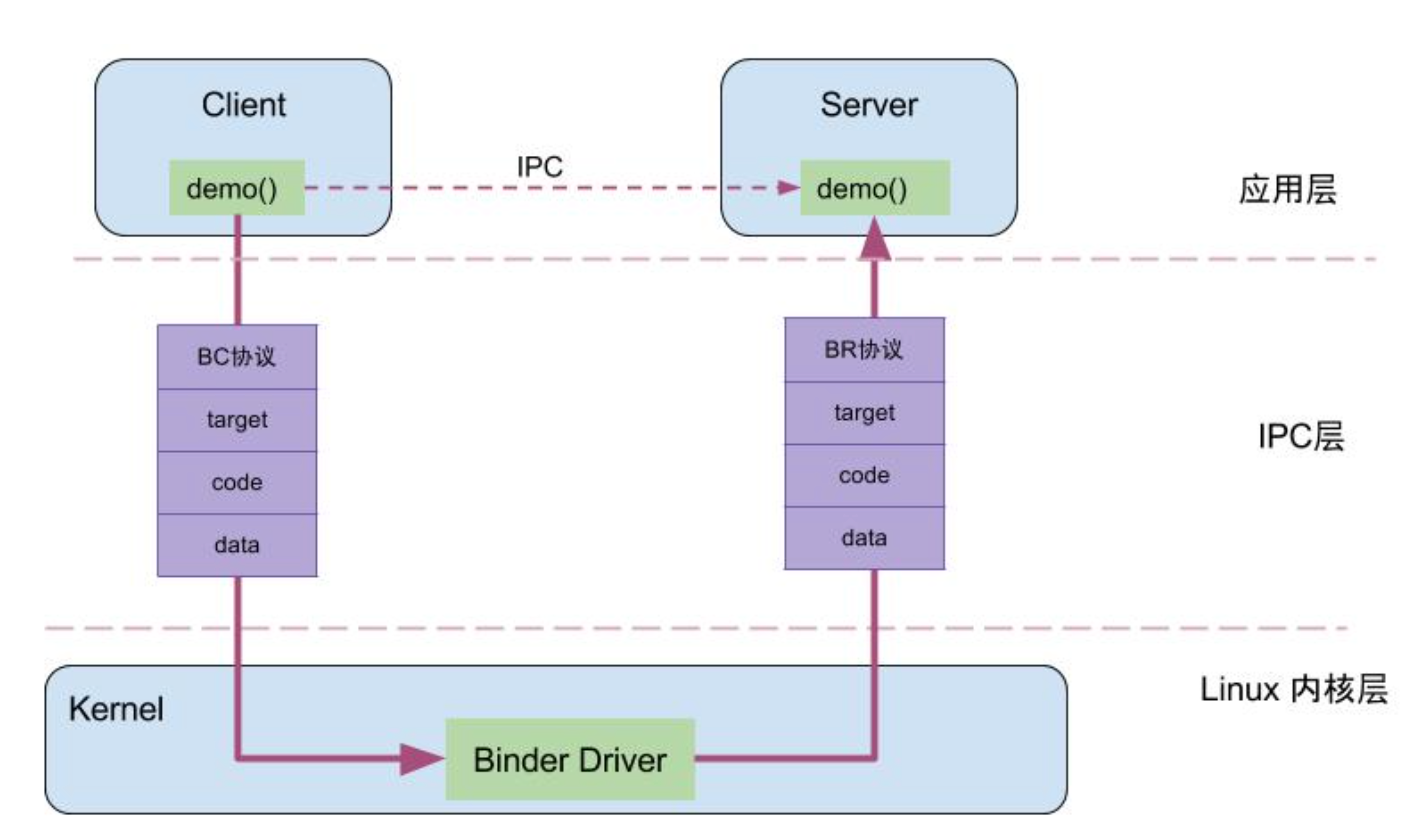 Client
Server
IPC
demo()
demo()
应用层
BC协议
target
code
data
BR协议
target
code
data
IPC层
Kernel
Binder Driver
Linux 内核层